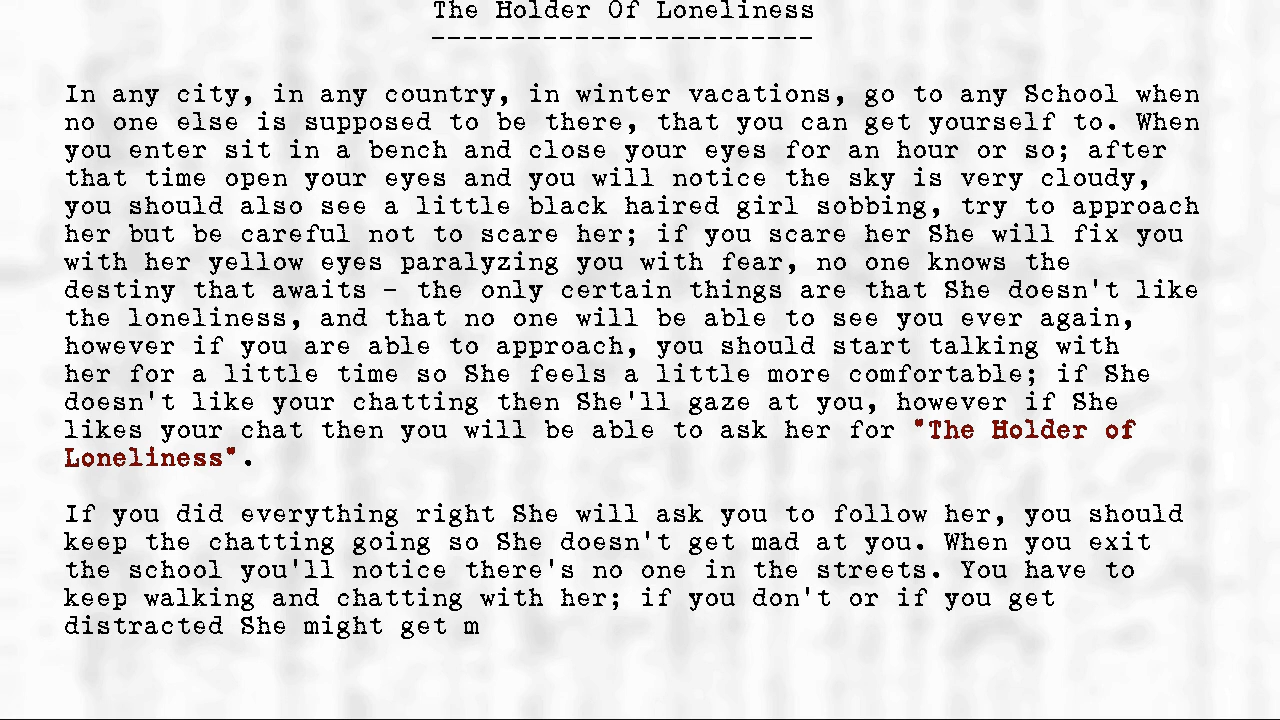 The Holder Of Loneliness
------------------------
In any city, in any country, in winter vacations, go to any School when
no one else is supposed to be there, that you can get yourself to. When
you enter sit in a bench and close your eyes for an hour or so; after
that time open your eyes and you will notice the sky is very cloudy,
you should also see a little black haired girl sobbing, try to approach
her but be careful not to scare her; if you scare her She will fix you
with her yellow eyes paralyzing you with fear, no one knows the
destiny that awaits - the only certain things are that She doesn't like
the loneliness, and that no one will be able to see you ever again,
however if you are able to approach, you should start talking with
her for a little time so She feels a little more comfortable; if She
doesn't like your chatting then She'll gaze at you, however if She
likes your chat then you will be able to ask her for "The Holder of
Loneliness".
If you did everything right She will ask you to follow her, you should
keep the chatting going so She doesn't get mad at you. When you exit
the school you'll notice there's no one in the streets. You have to
keep walking and chatting with her; if you don't or if you get
distracted She might get m